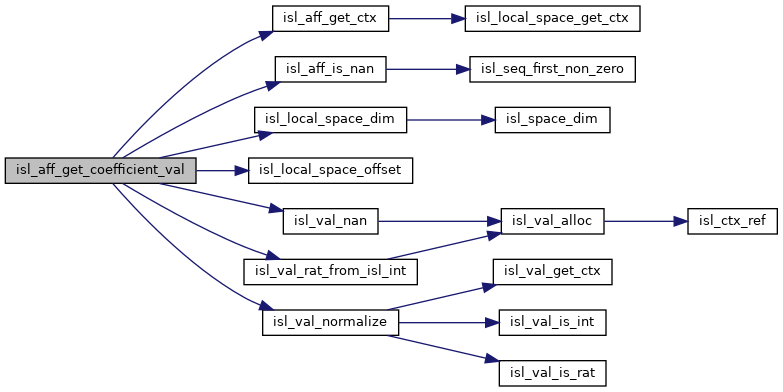 isl_aff_get_ctx
isl_local_space_get_ctx
isl_aff_is_nan
isl_seq_first_non_zero
isl_local_space_dim
isl_space_dim
isl_aff_get_coefficient_val
isl_local_space_offset
isl_val_nan
isl_val_alloc
isl_ctx_ref
isl_val_rat_from_isl_int
isl_val_get_ctx
isl_val_normalize
isl_val_is_int
isl_val_is_rat